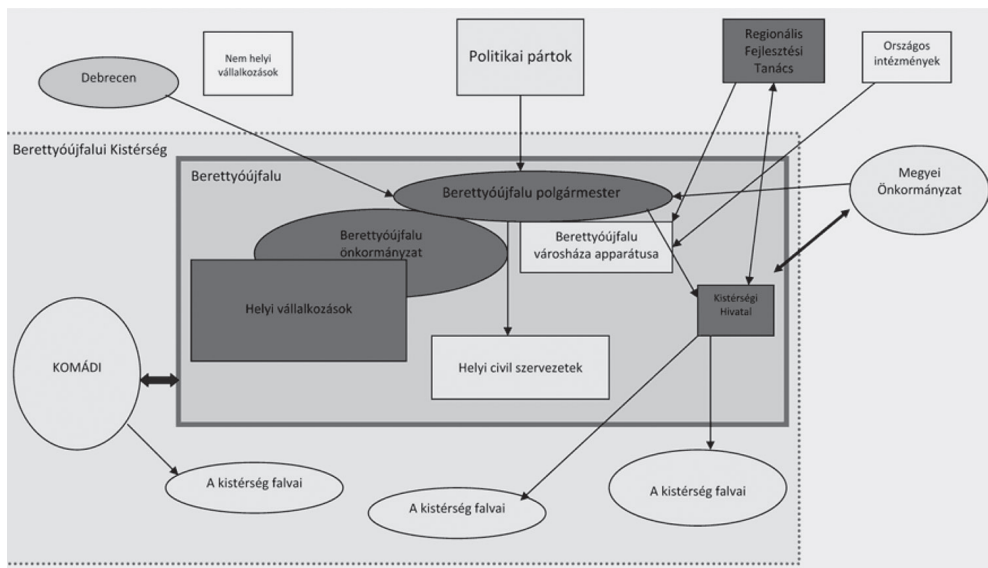 Debrecen
Nem helyi
vállalkozások
Politikai pártok
Regionális
Fejlesztési
Tanács
Országos
intézmények
Berettyóújfalui Kistérség
Berettyóújfalu
Berettyóújfalu polgármester
Megyei
Önkormányzat
Berettyóújfalu
önkormányzat
Berettyóújfalu
városháza apparátusa
Helyi vállalkozások
Kistérségi
Hivatal
Helyi civil szervezetek
KOMÁDI
A kistérség falvai
A kistérség falvai
A kistérség falvai